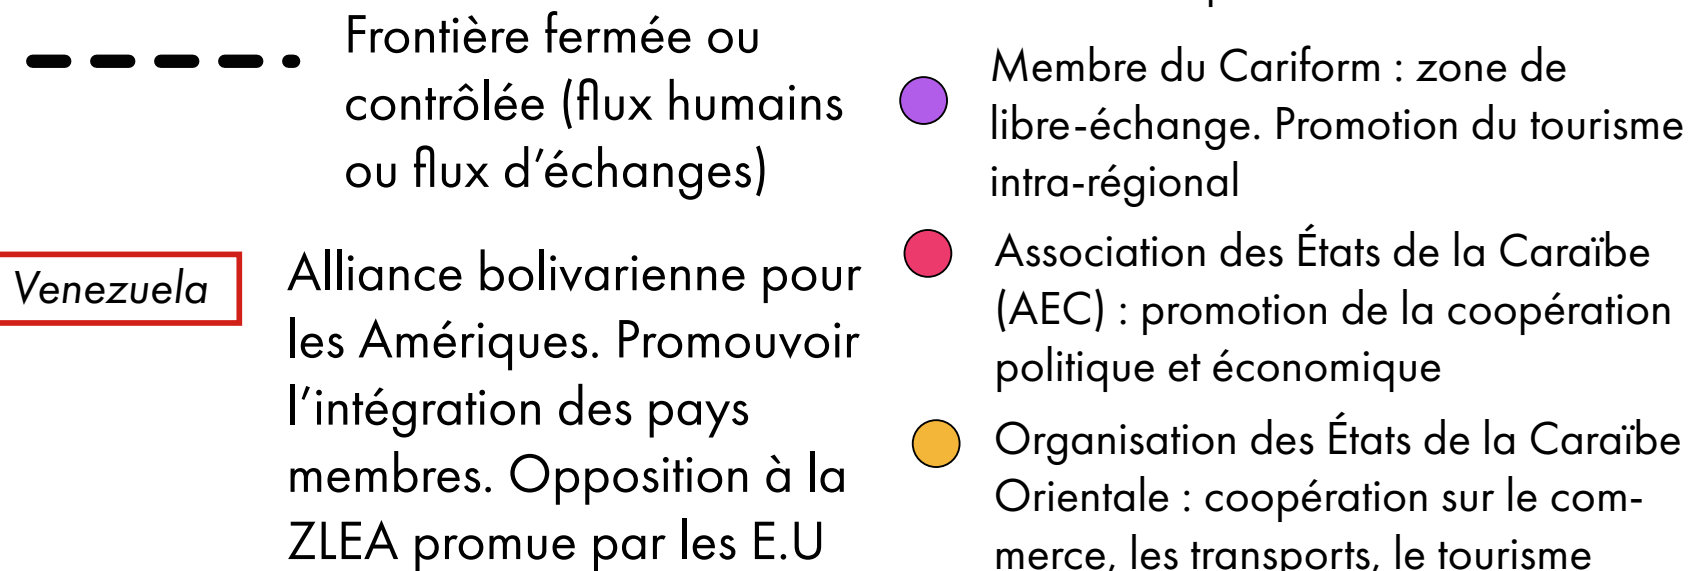 Frontière fermée ou
contrôlée (flux humains
ou flux d’échanges)
Venezuela
Alliance bolivarienne pour
les Amériques. Promouvoir
l’intégration des pays
membres. Opposition à la
ZLEA promue par les E.U
Membre du Cariform : zone de
libre-échange. Promotion du tourisme
intra-régional
Association des États de la Caraïbe
(AEC) : promotion de la coopération
politique et économique
Organisation des États de la Caraïbe
Orientale : coopération sur le com-
merce, les transports, le tourisme